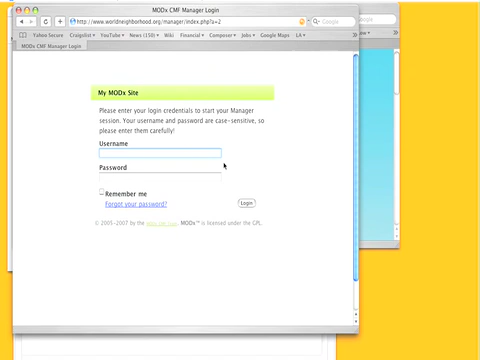 MODx CMF Manager Login
http://www.worldneighborhood.org/manager/index.php?a=2
Google
Yahoo Secure Craigslist YouTube News (150) Wiki Financial Composer Jobs Google Maps LA
MODx CMF Manager Login
My MODx Site
Please enter your login credentials to start your Manager
session. Your username and password are case-sensitive, so
please enter them carefully!
Username
Password
Remember me
Forgot your password?
Login
© 2005-2007 by the MODx™ is licensed under the GPL.
Google